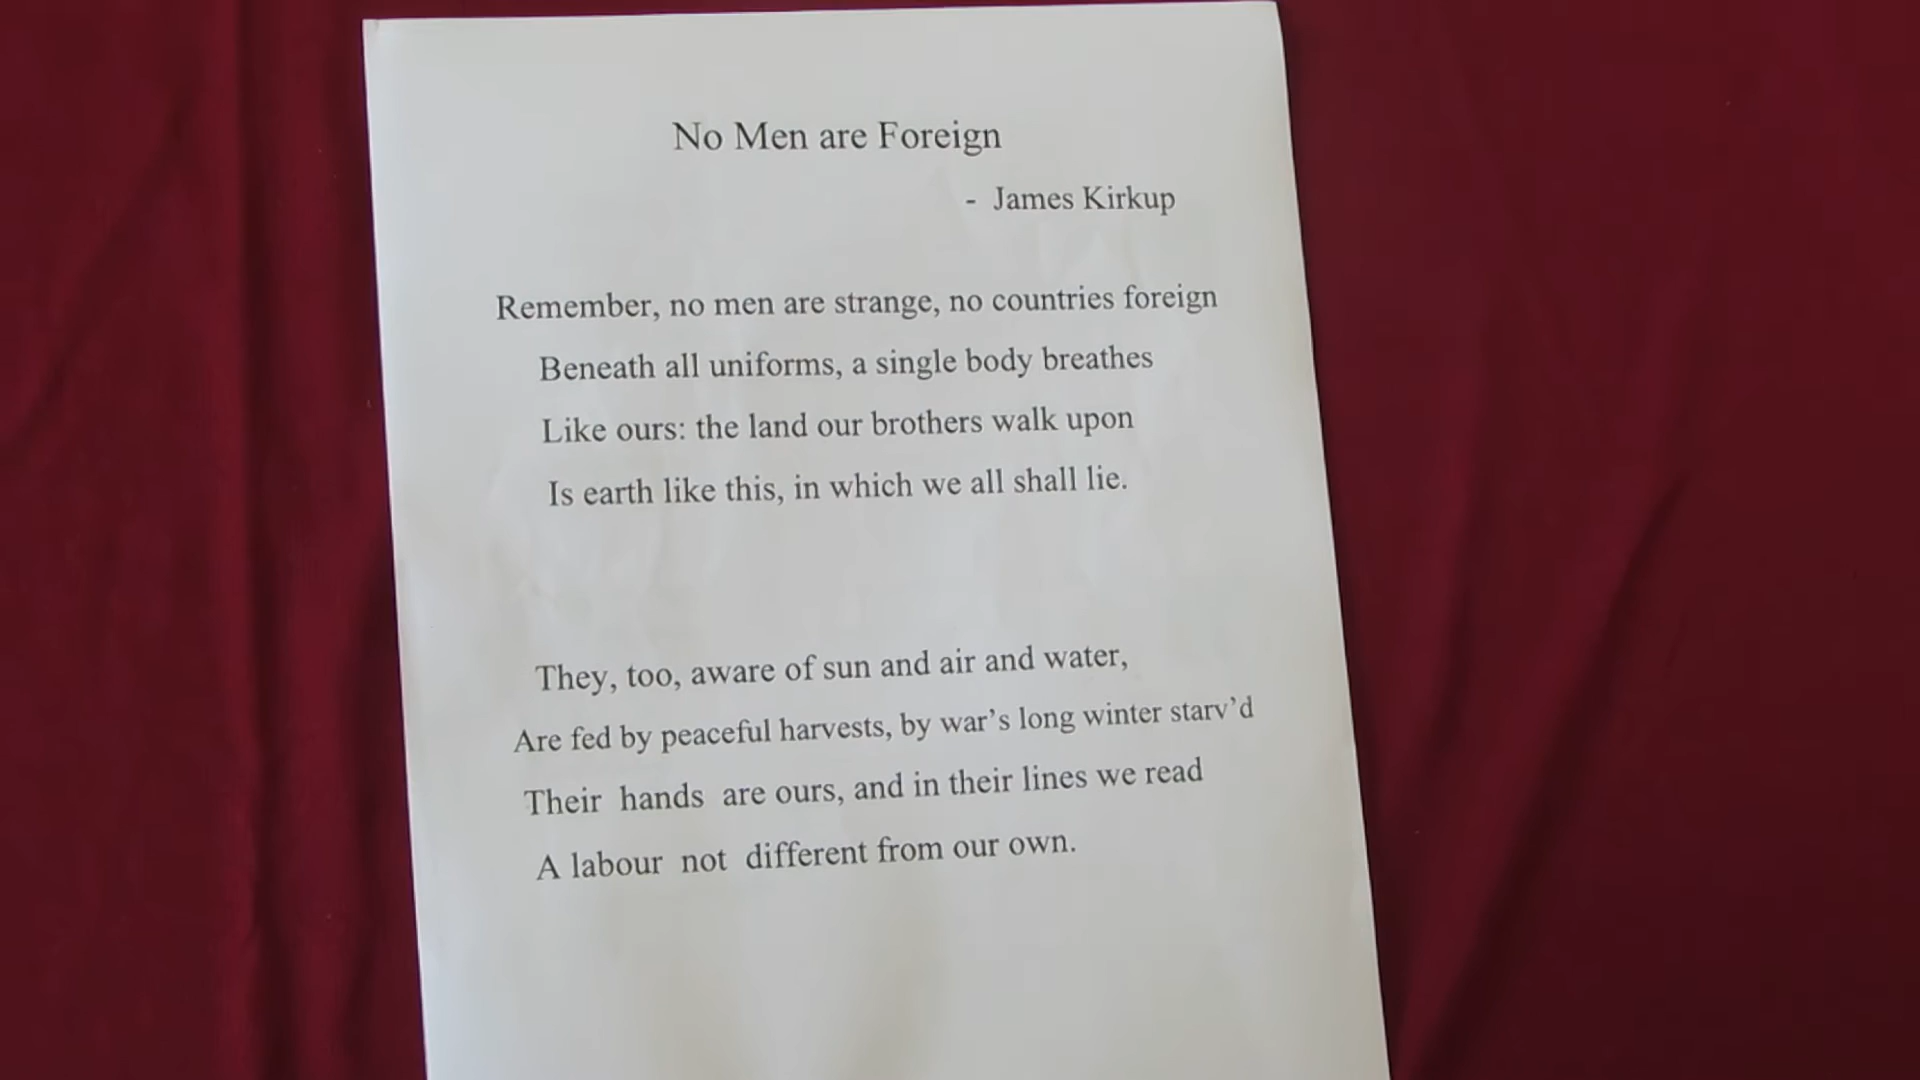 No Men are Foreign
- James Kirkup
Remember, no men are strange, no countries foreign
Beneath all uniforms, a single body breathes
Like ours: the land our brothers walk upon
Is earth like this, in which we all shall lie.
They, too, aware of sun and air and water,
Are fed by peaceful harvests, by war’s long winter starv’d
Their hands are ours, and in their lines we read
A labour not different from our own.